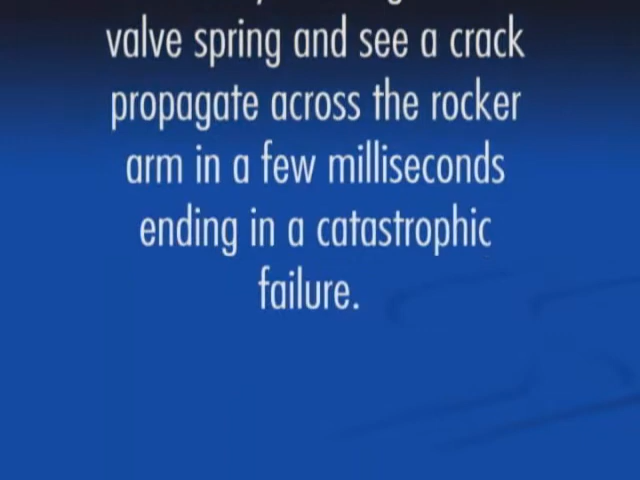 valve spring and see a crack
propagate across the rocker
arm in a few milliseconds
ending in a catastrophic
failure.